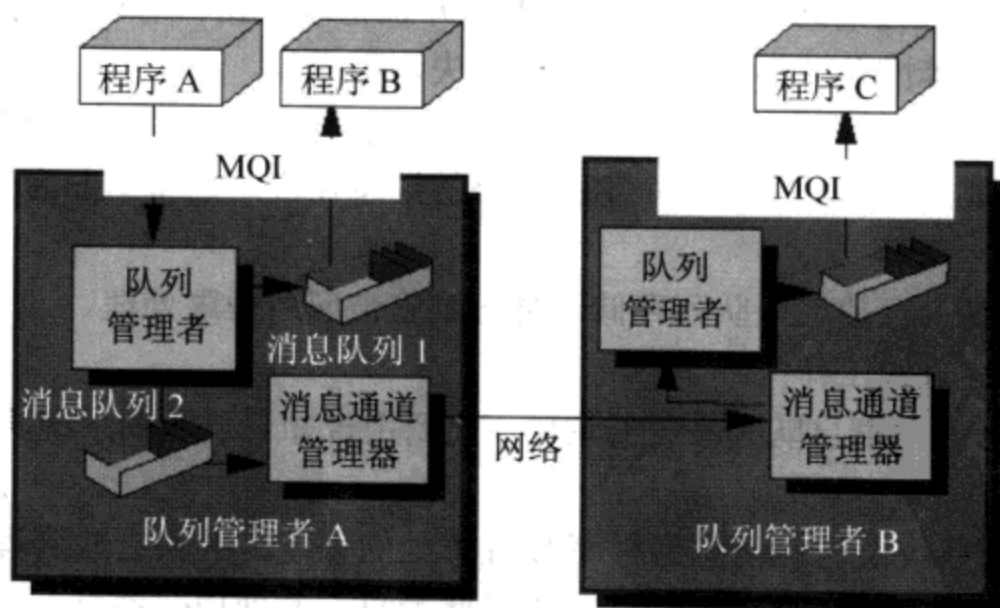 程序 A
程序 B
程序 C
MQI
MQI
队列
管理者
消息队列 1
消息队列 2
消息通道
管理器
队列管理者 A
网络
队列
管理者
消息通道
管理器
队列管理者 B